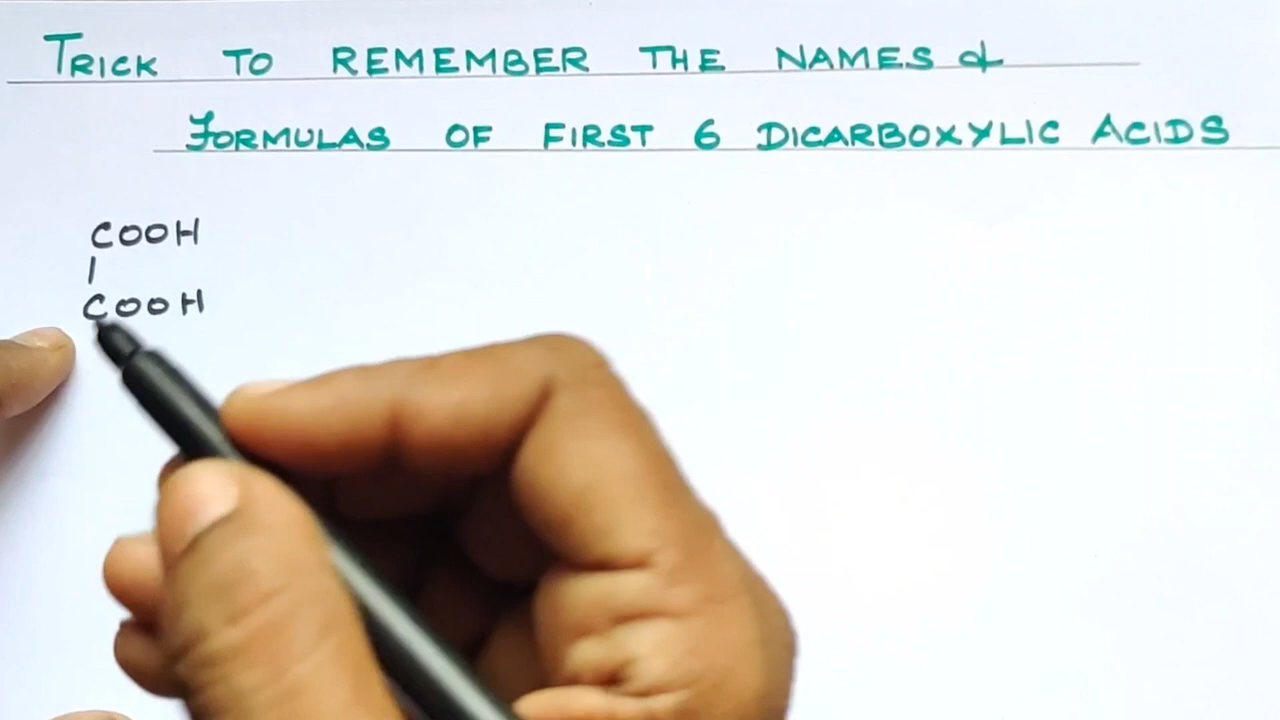 TRICK TO REMEMBER THE NAMES &
FORMULAS OF FIRST 6 DICARBOXYLIC ACIDS
COOH
|
COOH